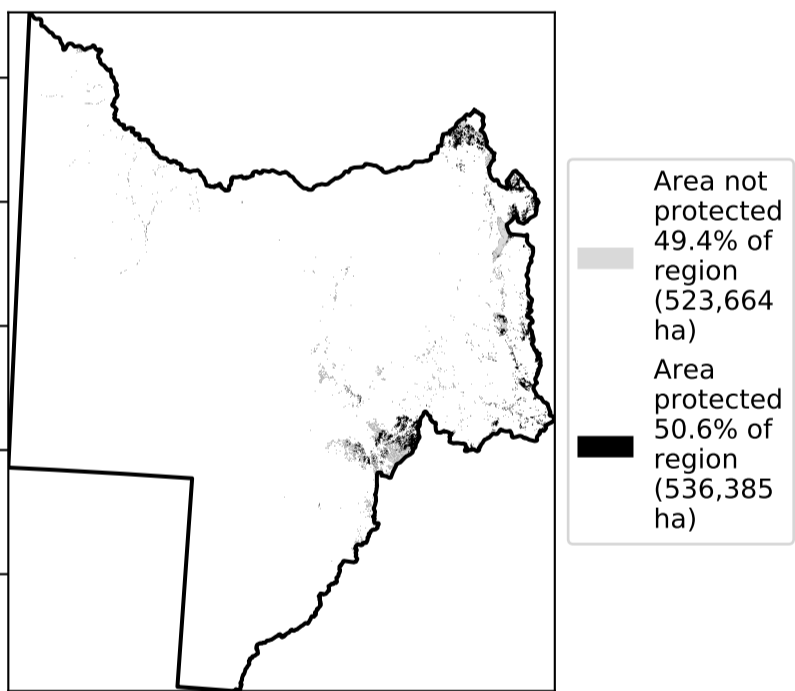 Area not
protected
49.4% of
region
(523,664
ha)
Area
protected
50.6% of
region
(536,385
ha)